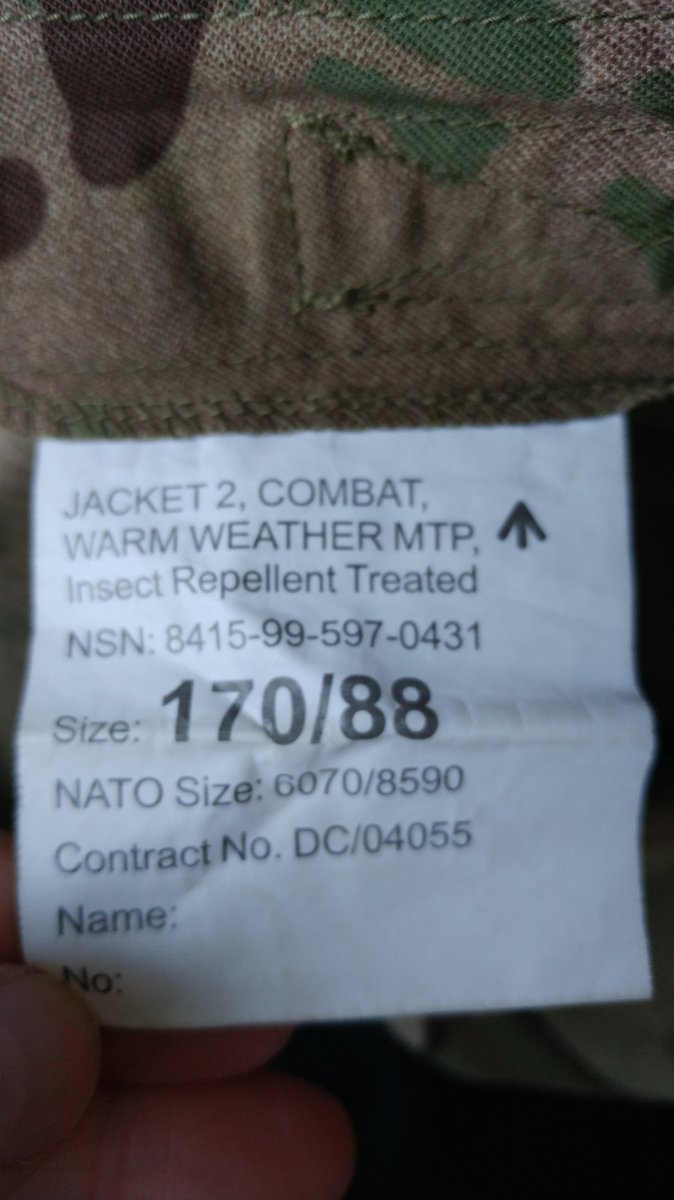 JACKET 2, COMBAT,
WARM WEATHER MTP,
Insect Repellent Treated
NSN: 8415-99-597-0431
Size: 170/88
NATO Size: 6070/8590
Contract No. DC/04055
Name:
No: